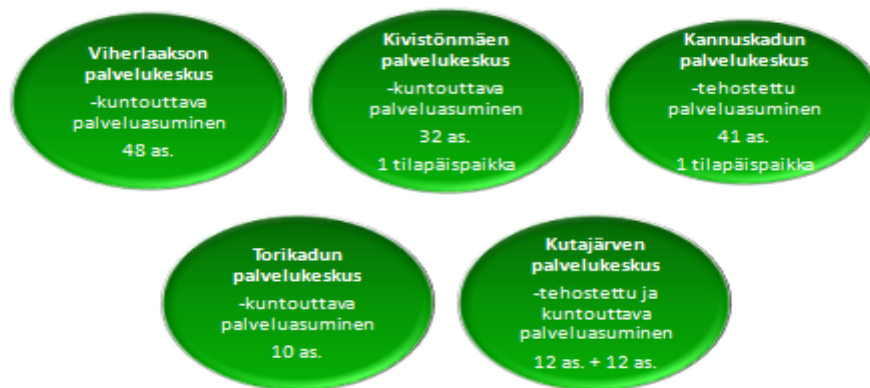 Viherlaakson
palvelukeskus
-kuntouttava
palveluasuminen
48 as.
Kivistönmäen
palvelukeskus
-kuntouttava
palveluasuminen
32 as.
1 tilapäispaikka
Kannuskadun
palvelukeskus
-tehostettu
palveluasuminen
41 as.
1 tilapäispaikka
Torikadun
palvelukeskus
-kuntouttava
palveluasuminen
10 as.
Kutajärven
palvelukeskus
-tehostettu ja
kuntouttava
palveluasuminen
12 as. + 12 as.